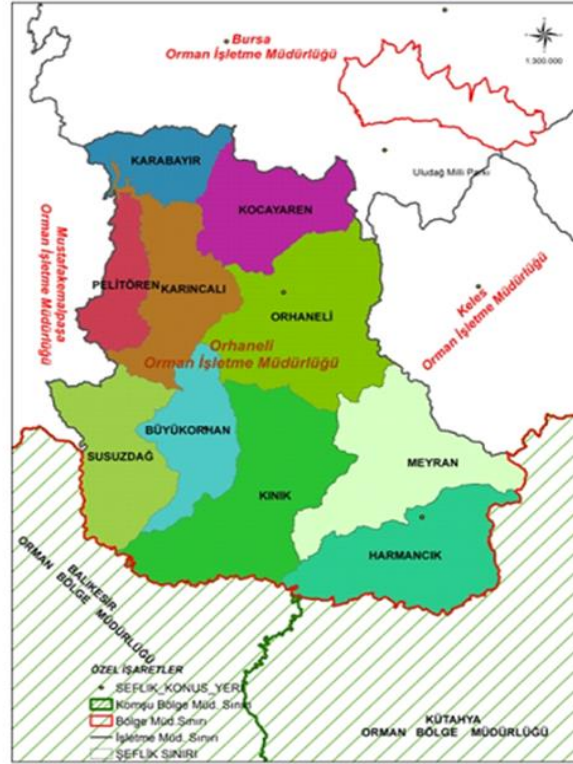 Bursa
Orman İşletme Müdürlüğü
1:300.000
Uludağ Milli Parkı
KARABAYIR
KOCAYAREN
Mustafakemalpaşa
Orman İşletme Müdürlüğü
PELİTÖREN
KARINCALI
ORHANELİ
Keles
Orman İşletme Müdürlüğü
Orhaneli
Orman İşletme Müdürlüğü
BÜYÜKORHAN
SUSUZDAĞ
MEYRAN
KINIK
HARMANCIK
BALIKESİR
ORMAN BÖLGE MÜDÜRLÜĞÜ
ÖZEL İŞARETLER
SEFLIK_KONUS_YERI
Komşu Bölge Müd. Sınırı
Bölge Müd.Sınırı
İşletme Müd. Sınırı
ŞEFLİK SINIRI
KÜTAHYA
ORMAN BÖLGE MÜDÜRLÜĞÜ